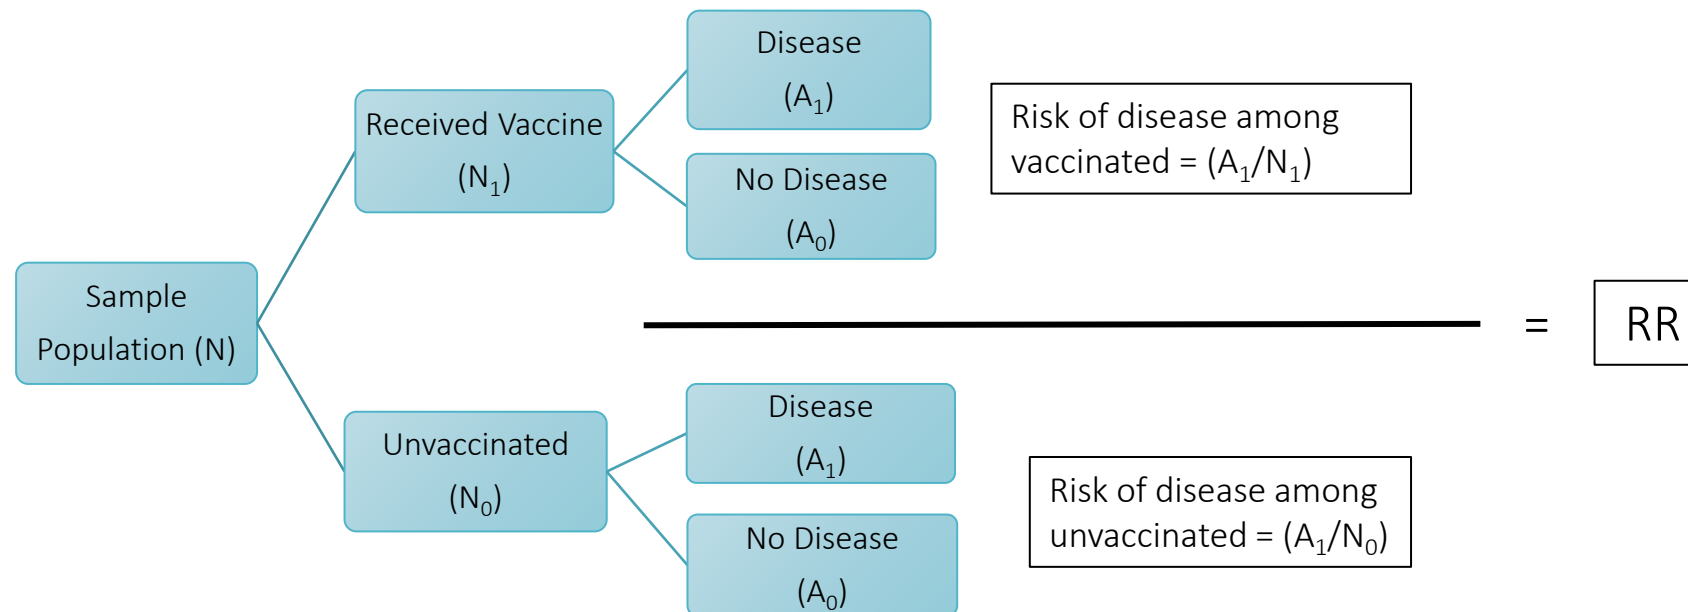 Disease
(A₁)
Received Vaccine
(N₁)
No Disease
(A₀)
Risk of disease among
vaccinated = (A₁/N₁)
Sample
Population (N)
= RR
Unvaccinated
(N₀)
Disease
(A₁)
No Disease
(A₀)
Risk of disease among
unvaccinated = (A₁/N₀)